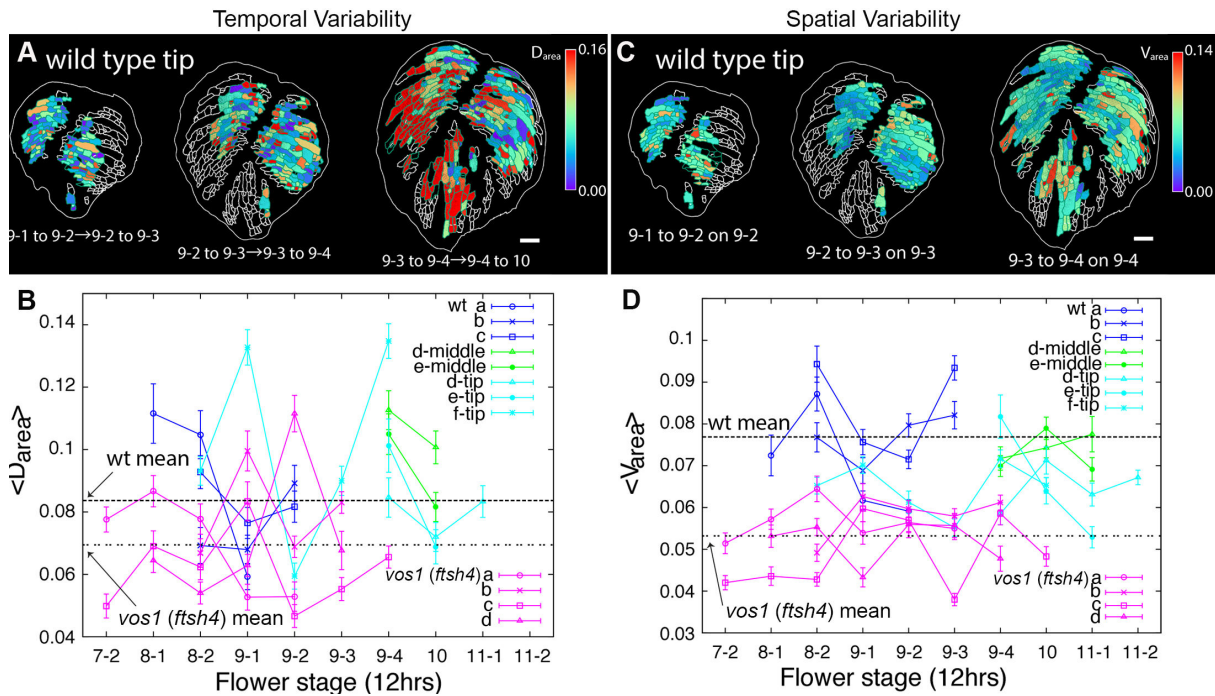 Temporal Variability
Spatial Variability
A wild type tip
D_area 0.16
0.00
9-1 to 9-2→9-2 to 9-3
9-2 to 9-3→9-3 to 9-4
9-3 to 9-4→9-4 to 10
C wild type tip
V_area 0.14
0.00
9-1 to 9-2 on 9-2
9-2 to 9-3 on 9-3
9-3 to 9-4 on 9-4
B
<D_area>
0.14
0.12
0.1
0.08
0.06
0.04
wt mean
vos1 (ftsh4) mean
wt a
b
c
d-middle
e-middle
d-tip
e-tip
f-tip
vos1 (ftsh4) a
b
c
d
7-2 8-1 8-2 9-1 9-2 9-3 9-4 10 11-1 11-2
Flower stage (12hrs)
D
<V_area>
0.1
0.09
0.08
0.07
0.06
0.05
0.04
0.03
wt mean
vos1 (ftsh4) mean
wt a
b
c
d-middle
e-middle
d-tip
e-tip
f-tip
vos1 (ftsh4) a
b
c
d
7-2 8-1 8-2 9-1 9-2 9-3 9-4 10 11-1 11-2
Flower stage (12hrs)